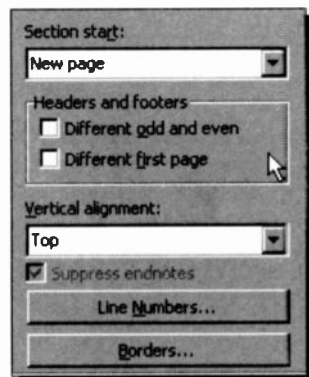 Section start:
New page
Headers and footers
Different odd and even
Different first page
Vertical alignment:
Top
Suppress endnotes
Line Numbers...
Borders...